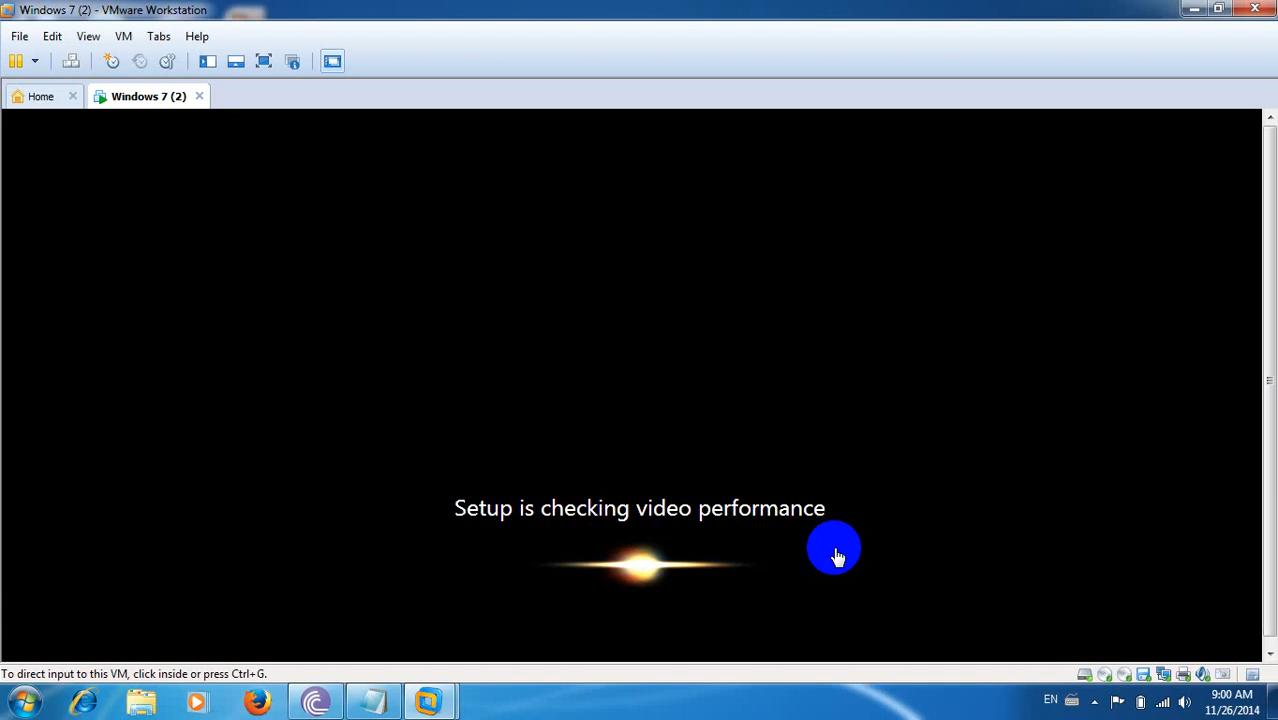 Windows 7 (2) - VMware Workstation
File Edit View VM Tabs Help
Home Windows 7 (2)
Setup is checking video performance
To direct input to this VM, click inside or press Ctrl+G.
EN 9:00 AM
11/26/2014